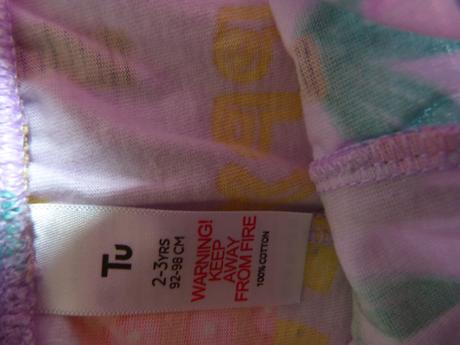 Tu
2-3YRS
92-98 CM
WARNING!
KEEP
AWAY
FROM FIRE
100% COTTON